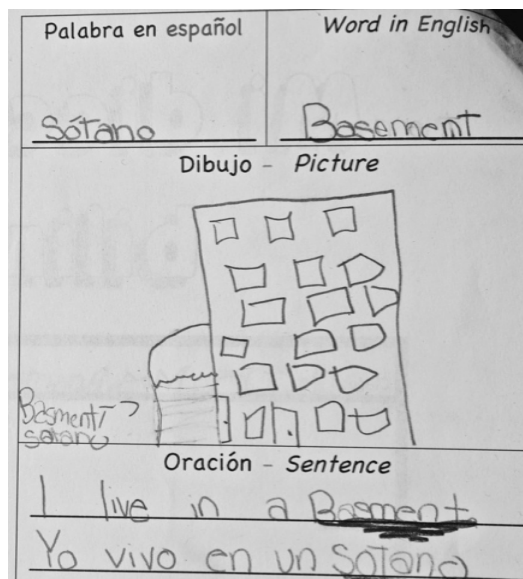 Palabra en español
Word in English
Sótano
Basement
Dibujo - Picture
Basment
Oración - Sentence
I live in a Basment
Yo vivo en un Sotano